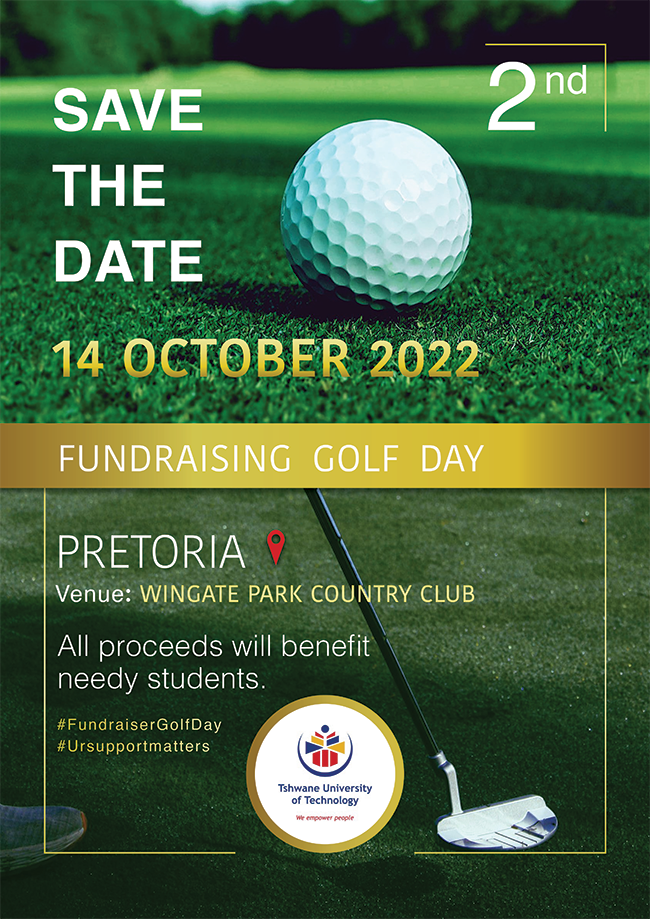 2nd
SAVE
THE
DATE
14 OCTOBER 2022
FUNDRAISING GOLF DAY
PRETORIA
Venue: WINGATE PARK COUNTRY CLUB
All proceeds will benefit
needy students.
#FundraiserGolfDay
#Ursupportmatters
Tshwane University
of Technology
We empower people